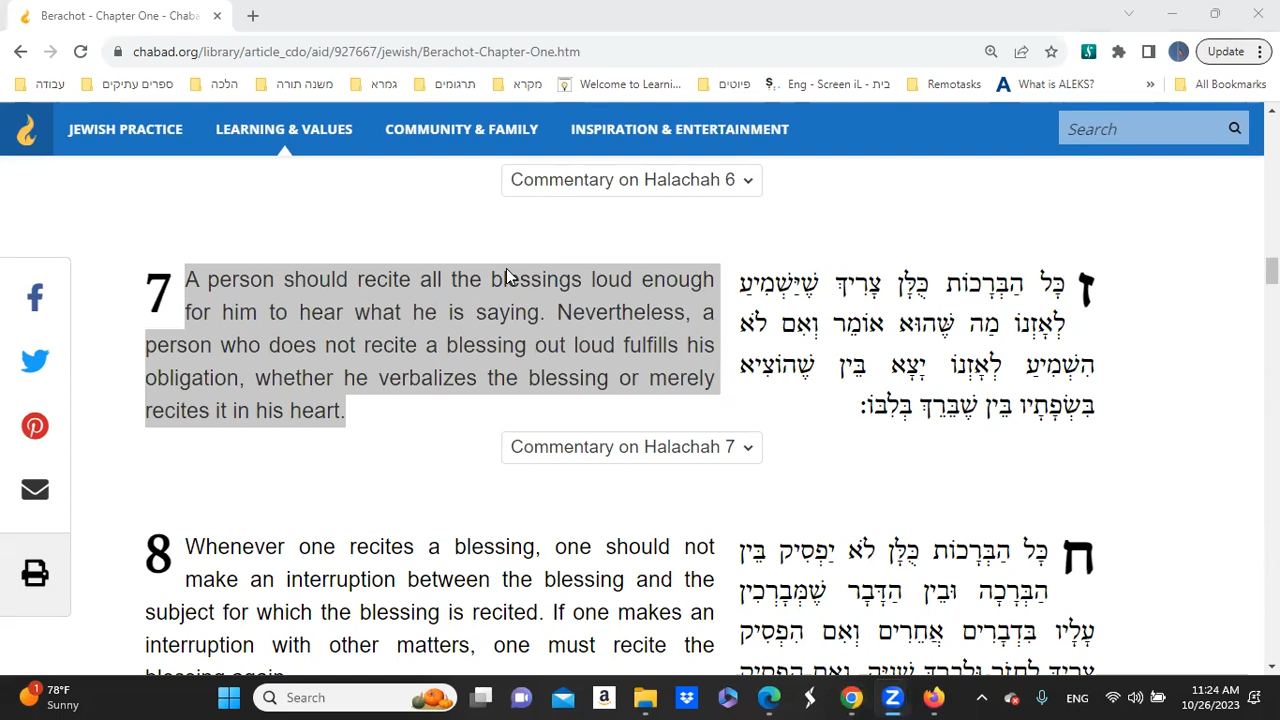 Berachot - Chapter One - Chaba
chabad.org/library/article_cdo/aid/927667/jewish/Berachot-Chapter-One.htm
Update
עבודה
ספרים עתיקים
הלכה
משנה תורה
גמרא
תרגומים
מקרא
Welcome to Learni...
פיוטים
Eng - Screen iL - בית
Remotasks
What is ALEKS?
»
All Bookmarks
JEWISH PRACTICE
LEARNING & VALUES
COMMUNITY & FAMILY
INSPIRATION & ENTERTAINMENT
Search
Commentary on Halachah 6
7 A person should recite all the blessings loud enough
for him to hear what he is saying. Nevertheless, a
person who does not recite a blessing out loud fulfills his
obligation, whether he verbalizes the blessing or merely
recites it in his heart.
ז כָּל הַבְּרָכוֹת כֻּלָּן צָרִיךְ שֶׁיַּשְׁמִיעַ
לְאָזְנוֹ מַה שֶּׁהוּא אוֹמֵר וְאִם לֹא
הִשְׁמִיעַ לְאָזְנוֹ יָצָא בֵּין שֶׁהוֹצִיא
בִּשְׂפָתָיו בֵּין שֶׁבֵּרֵךְ בְּלִבּוֹ:
Commentary on Halachah 7
8 Whenever one recites a blessing, one should not
make an interruption between the blessing and the
subject for which the blessing is recited. If one makes an
interruption with other matters, one must recite the
blessing again
ח כָּל הַבְּרָכוֹת כֻּלָּן לֹא יַפְסִיק בֵּין
הַבְּרָכָה וּבֵין הַדָּבָר שֶׁמְּבָרְכִין
עָלָיו בִּדְבָרִים אֲחֵרִים וְאִם הִפְסִיק
צָרִיךְ לַחֲזֹר וּלְבָרֵךְ שְׁנִיָּה. וְאִם הִפְסִיק
78°F
Sunny
Search
ENG
11:24 AM
10/26/2023